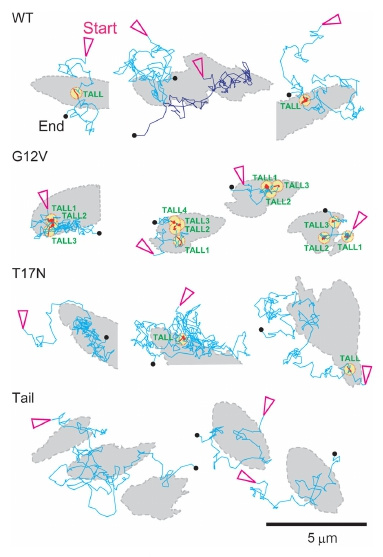 WT
Start
TALL
TALL
End
G12V
TALL1
TALL2
TALL3
TALL4
TALL3
TALL2
TALL1
TALL1
TALL3
TALL2
TALL3
TALL2
TALL1
T17N
TALL
TALL
Tail
5 μm